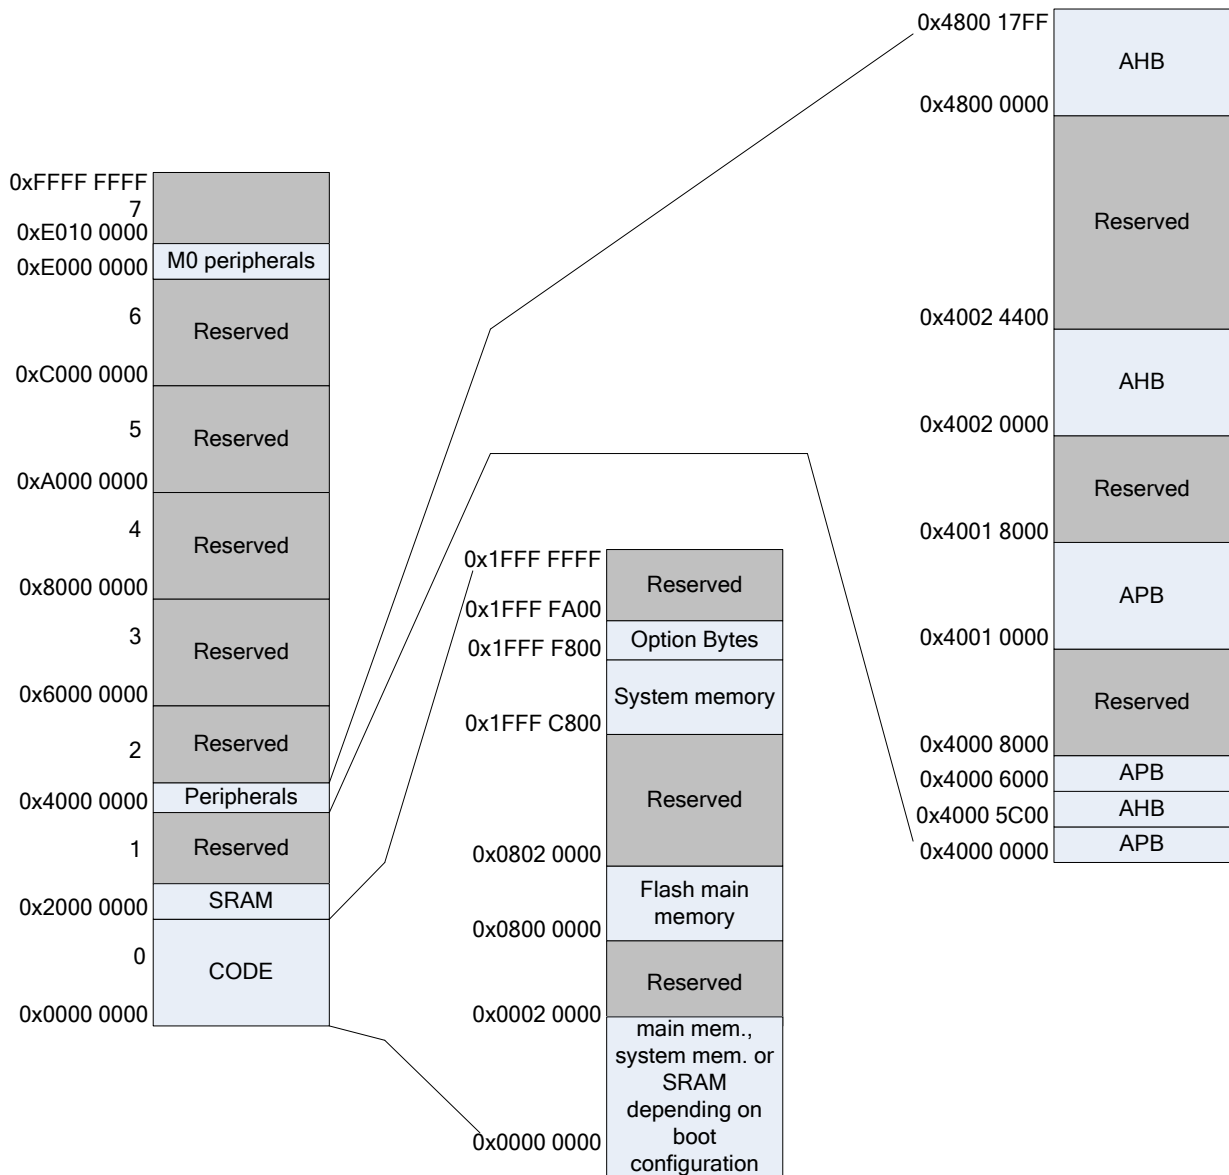 0xFFFF FFFF
7
0xE010 0000
M0 peripherals
0xE000 0000
6
Reserved
0xC000 0000
5
Reserved
0xA000 0000
4
Reserved
0x8000 0000
3
Reserved
0x6000 0000
2
Reserved
0x4000 0000
Peripherals
1
Reserved
0x2000 0000
SRAM
0
CODE
0x0000 0000
0x1FFF FFFF
Reserved
0x1FFF FA00
Option Bytes
0x1FFF F800
System memory
0x1FFF C800
Reserved
0x0802 0000
Flash main
memory
0x0800 0000
Reserved
0x0002 0000
main mem.,
system mem. or
SRAM
depending on
boot
configuration
0x0000 0000
0x4800 17FF
AHB
0x4800 0000
Reserved
0x4002 4400
AHB
0x4002 0000
Reserved
0x4001 8000
APB
0x4001 0000
Reserved
0x4000 8000
APB
0x4000 6000
AHB
0x4000 5C00
APB
0x4000 0000